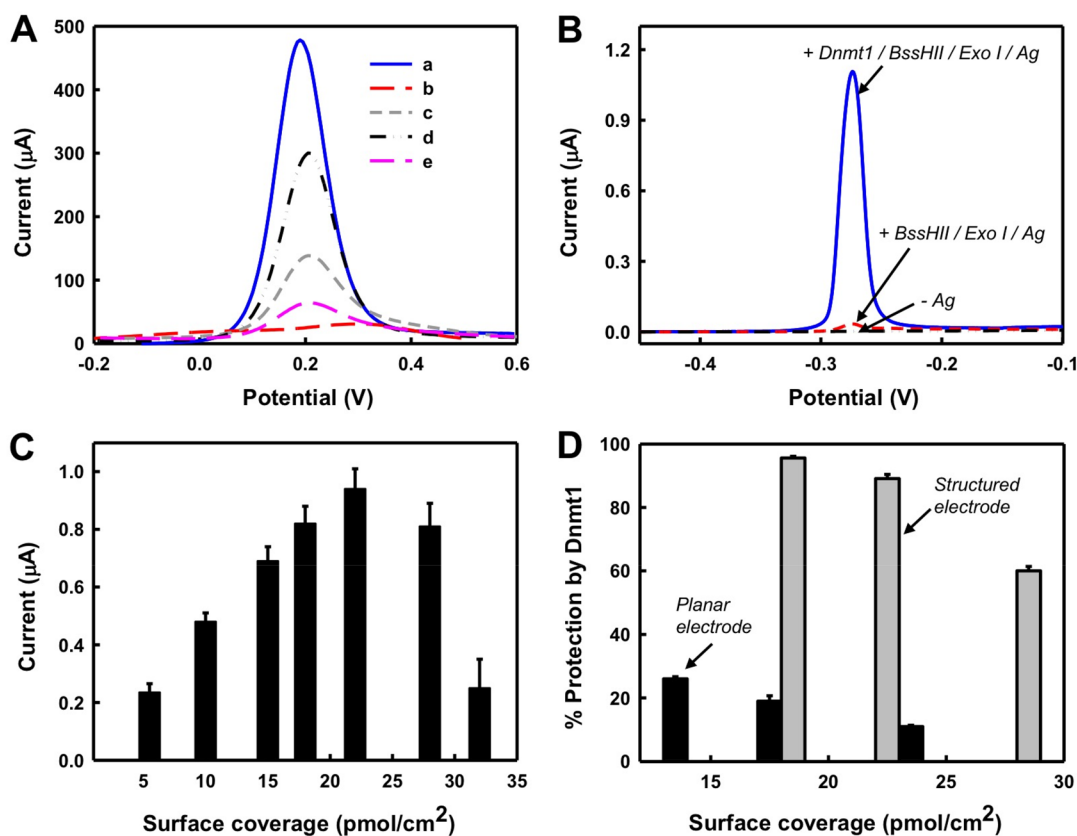 A
500
400
300
200
100
0
-0.2
0.0
0.2
0.4
0.6
Current (µA)
Potential (V)
a
b
c
d
e
B
1.2
0.9
0.6
0.3
0.0
-0.4
-0.3
-0.2
-0.1
Current (µA)
Potential (V)
+ Dnmt1 / BssHII / Exo I / Ag
+ BssHII / Exo I / Ag
- Ag
C
1.0
0.8
0.6
0.4
0.2
0.0
5
10
15
20
25
30
35
Current (µA)
Surface coverage (pmol/cm²)
D
100
80
60
40
20
0
15
20
25
30
% Protection by Dnmt1
Surface coverage (pmol/cm²)
Planar
electrode
Structured
electrode